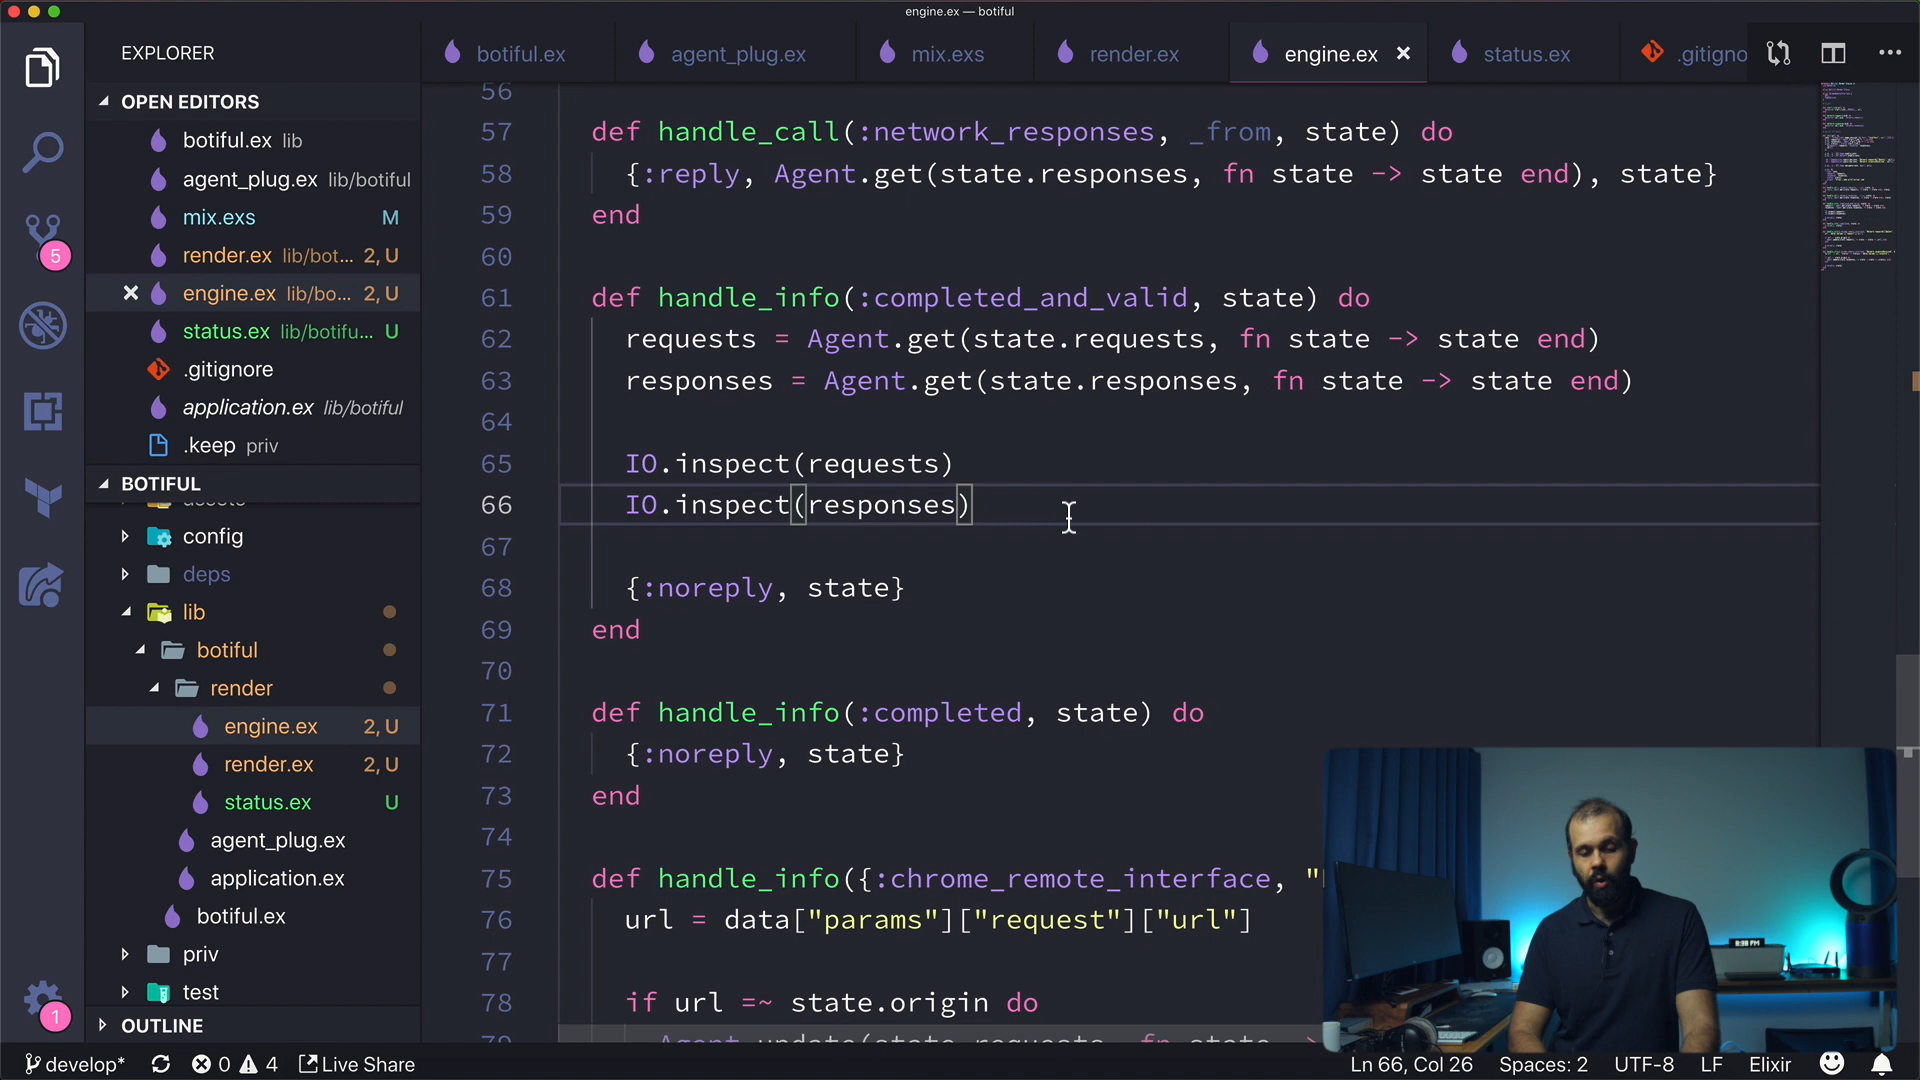 engine.ex — botiful
EXPLORER
botiful.ex
agent_plug.ex
mix.exs
render.ex
engine.ex
status.ex
.gitigno
OPEN EDITORS
botiful.ex lib
agent_plug.ex lib/botiful
mix.exs M
render.ex lib/bot... 2, U
engine.ex lib/bo... 2, U
status.ex lib/botifu... U
.gitignore
application.ex lib/botiful
.keep priv
BOTIFUL
config
deps
lib
botiful
render
engine.ex 2, U
render.ex 2, U
status.ex U
agent_plug.ex
application.ex
botiful.ex
priv
test
OUTLINE
5
1
56
57 def handle_call(:network_responses, _from, state) do
58 {:reply, Agent.get(state.responses, fn state -> state end), state}
59 end
60
61 def handle_info(:completed_and_valid, state) do
62 requests = Agent.get(state.requests, fn state -> state end)
63 responses = Agent.get(state.responses, fn state -> state end)
64
65 IO.inspect(requests)
66 IO.inspect(responses)
67
68 {:noreply, state}
69 end
70
71 def handle_info(:completed, state) do
72 {:noreply, state}
73 end
74
75 def handle_info({:chrome_remote_interface, "
76 url = data["params"]["request"]["url"]
77
78 if url =~ state.origin do
79 Agent.update(state.requests, fn state ->
develop* 0 4 Live Share
Ln 66, Col 26 Spaces: 2 UTF-8 LF Elixir